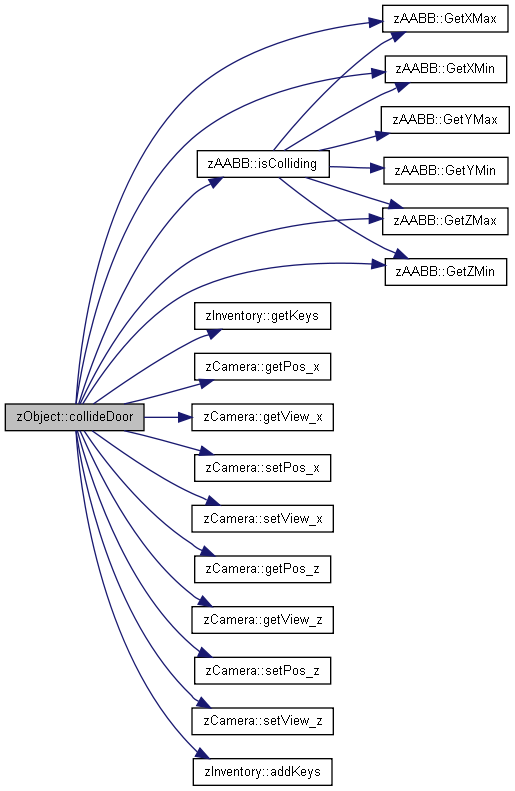 zAABB::GetXMax
zAABB::GetXMin
zAABB::GetYMax
zAABB::isColliding
zAABB::GetYMin
zAABB::GetZMax
zAABB::GetZMin
zInventory::getKeys
zCamera::getPos_x
zObject::collideDoor
zCamera::getView_x
zCamera::setPos_x
zCamera::setView_x
zCamera::getPos_z
zCamera::getView_z
zCamera::setPos_z
zCamera::setView_z
zInventory::addKeys